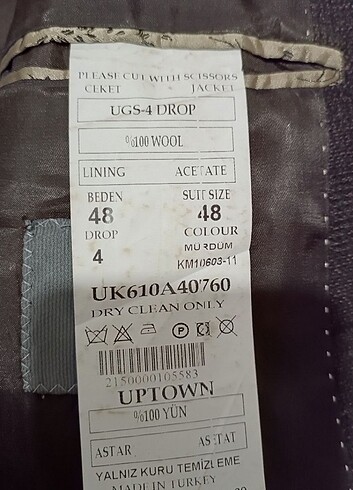 PLEASE CUT WITH SCISSORS
CEKET JACKET
UGS-4 DROP
%100 WOOL
LINING ACETATE
BEDEN SUIT SIZE
48 48
DROP COLOUR
4 MÜRDÜM
KM10603-11
UK610A40'760
DRY CLEAN ONLY
P
2150000105583
UPTOWN
%100 YÜN
ASTAR ASETAT
YALNIZ KURU TEMİZLEME
MADE IN TURKEY